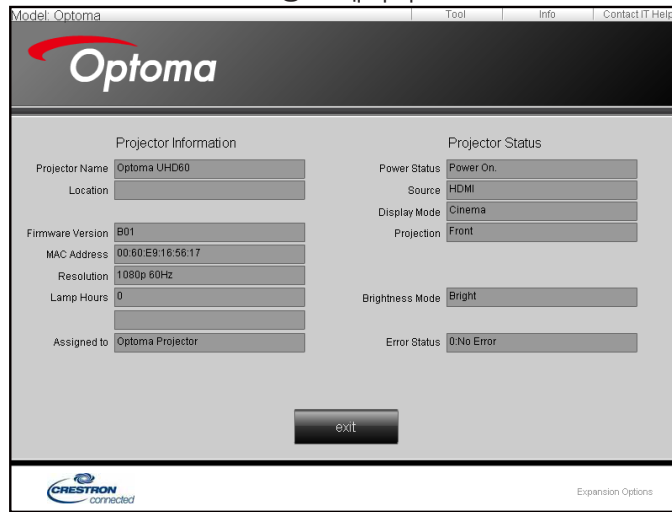 Model: Optoma
Tool
Info
Contact IT Help
Optoma
Projector Information
Projector Name Optoma UHD60
Location
Firmware Version B01
MAC Address 00:60:E9:16:56:17
Resolution 1080p 60Hz
Lamp Hours 0
Assigned to Optoma Projector
Projector Status
Power Status Power On.
Source HDMI
Display Mode Cinema
Projection Front
Brightness Mode Bright
Error Status 0:No Error
exit
CRESTRON
connected
Expansion Options